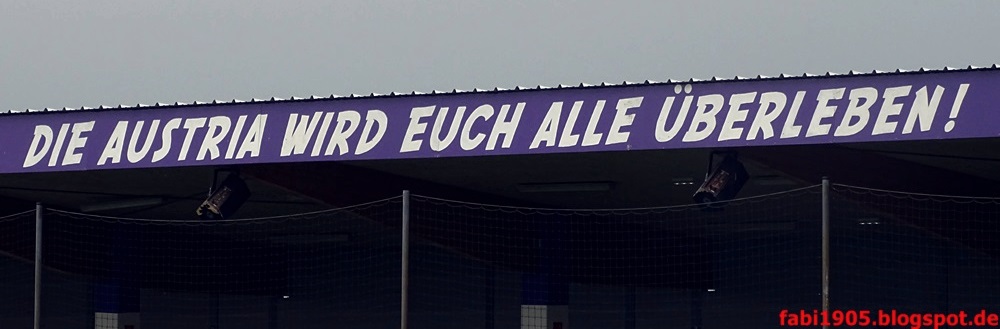 DIE AUSTRIA WIRD EUCH ALLE ÜBERLEBEN!
fabi1905.blogspot.de